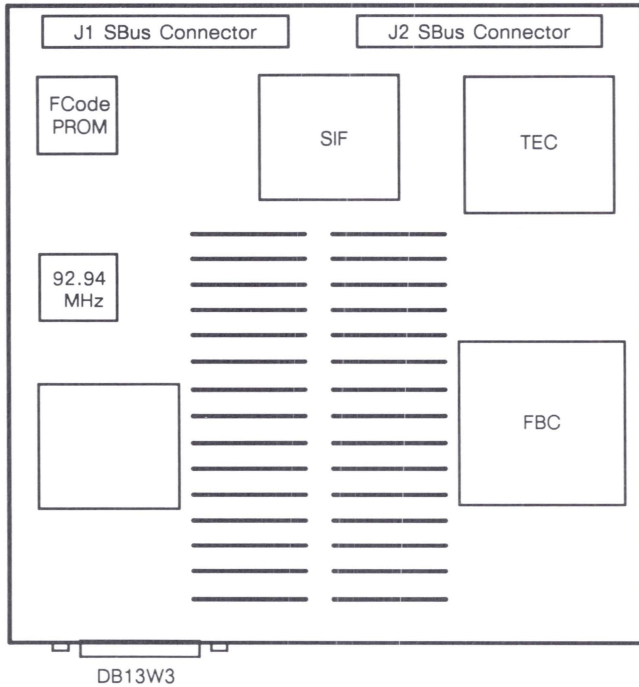 J1 SBus Connector
J2 SBus Connector
FCode
PROM
SIF
TEC
92.94
MHz
FBC
DB13W3